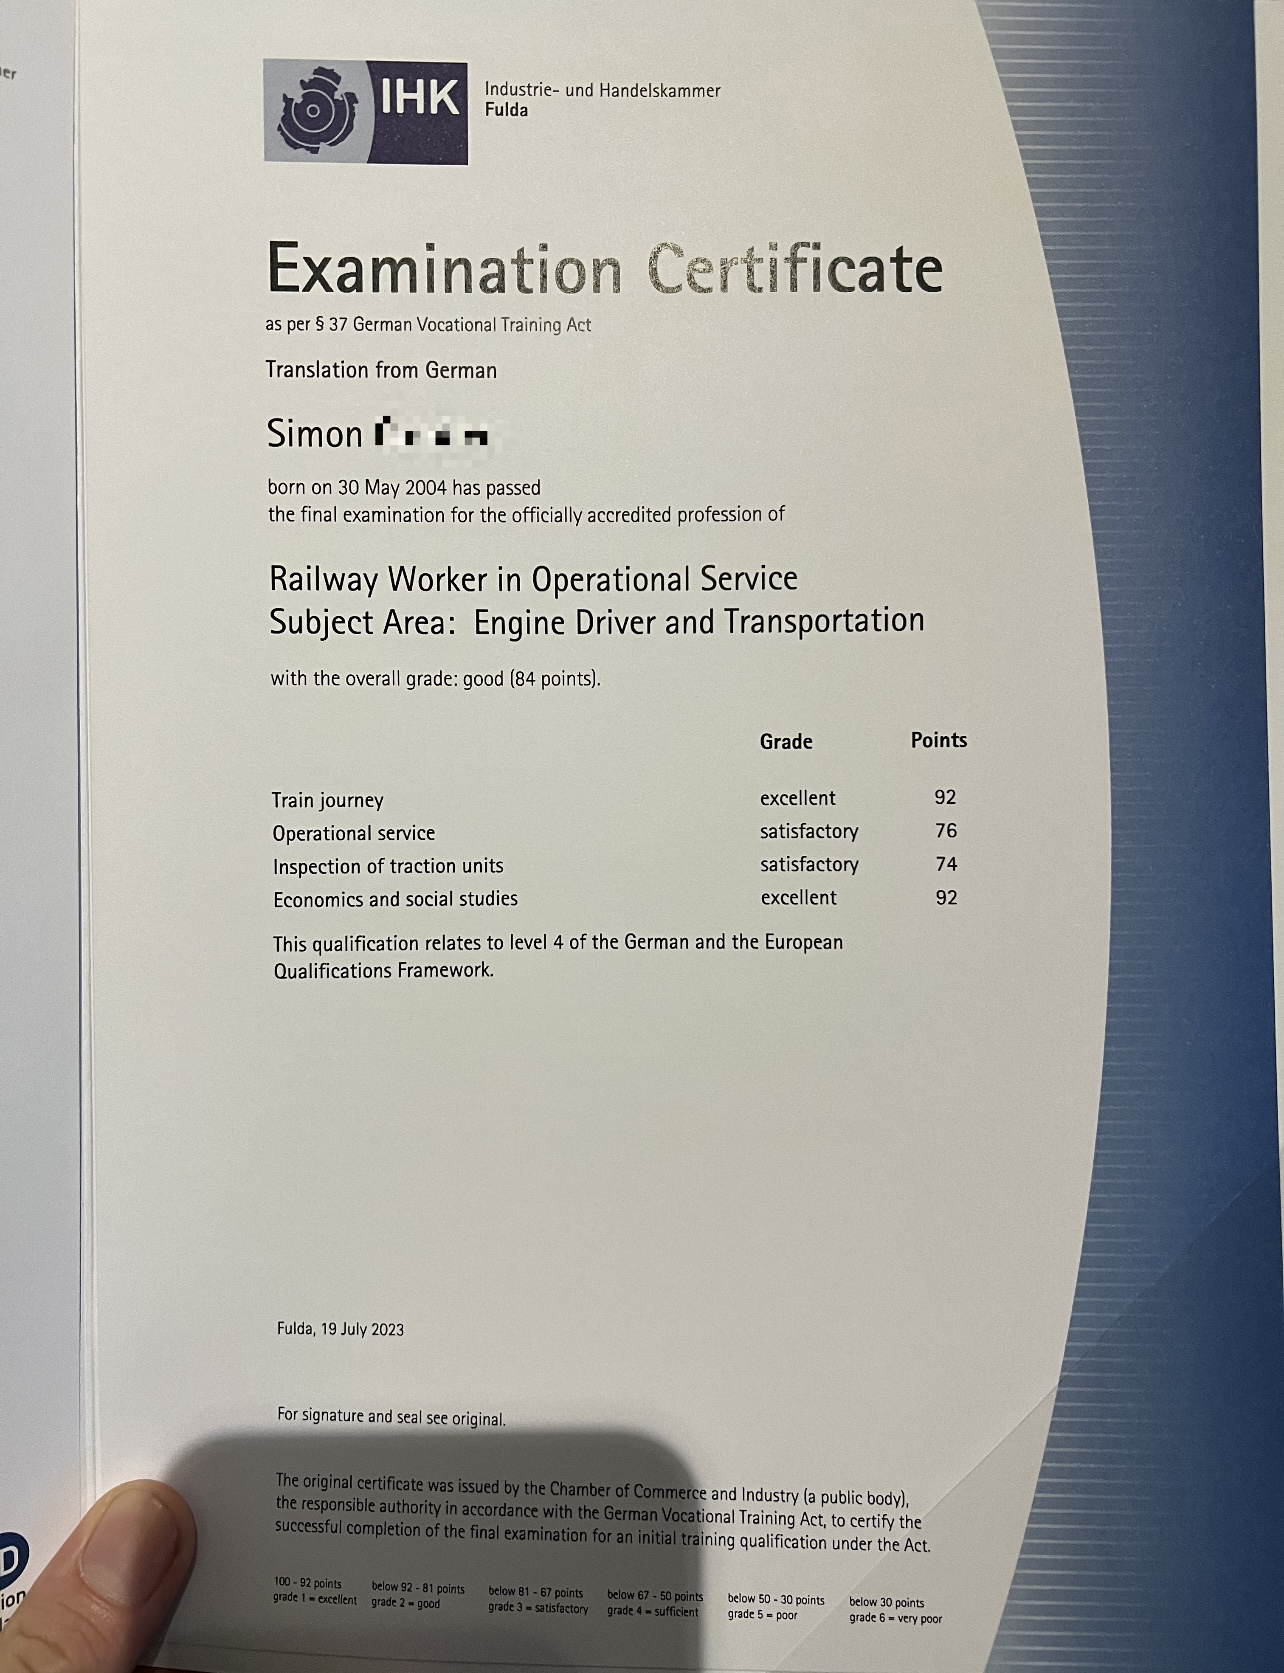 er
IHK
Industrie- und Handelskammer
Fulda
Examination Certificate
as per § 37 German Vocational Training Act
Translation from German
Simon
born on 30 May 2004 has passed
the final examination for the officially accredited profession of
Railway Worker in Operational Service
Subject Area: Engine Driver and Transportation
with the overall grade: good (84 points).
Grade Points
Train journey excellent 92
Operational service satisfactory 76
Inspection of traction units satisfactory 74
Economics and social studies excellent 92
This qualification relates to level 4 of the German and the European
Qualifications Framework.
Fulda, 19 July 2023
For signature and seal see original.
The original certificate was issued by the Chamber of Commerce and Industry (a public body),
the responsible authority in accordance with the German Vocational Training Act, to certify the
successful completion of the final examination for an initial training qualification under the Act.
100 - 92 points below 92 - 81 points below 81 - 67 points below 67 - 50 points below 50 - 30 points below 30 points
grade 1 = excellent grade 2 = good grade 3 = satisfactory grade 4 = sufficient grade 5 = poor grade 6 = very poor
D
ion